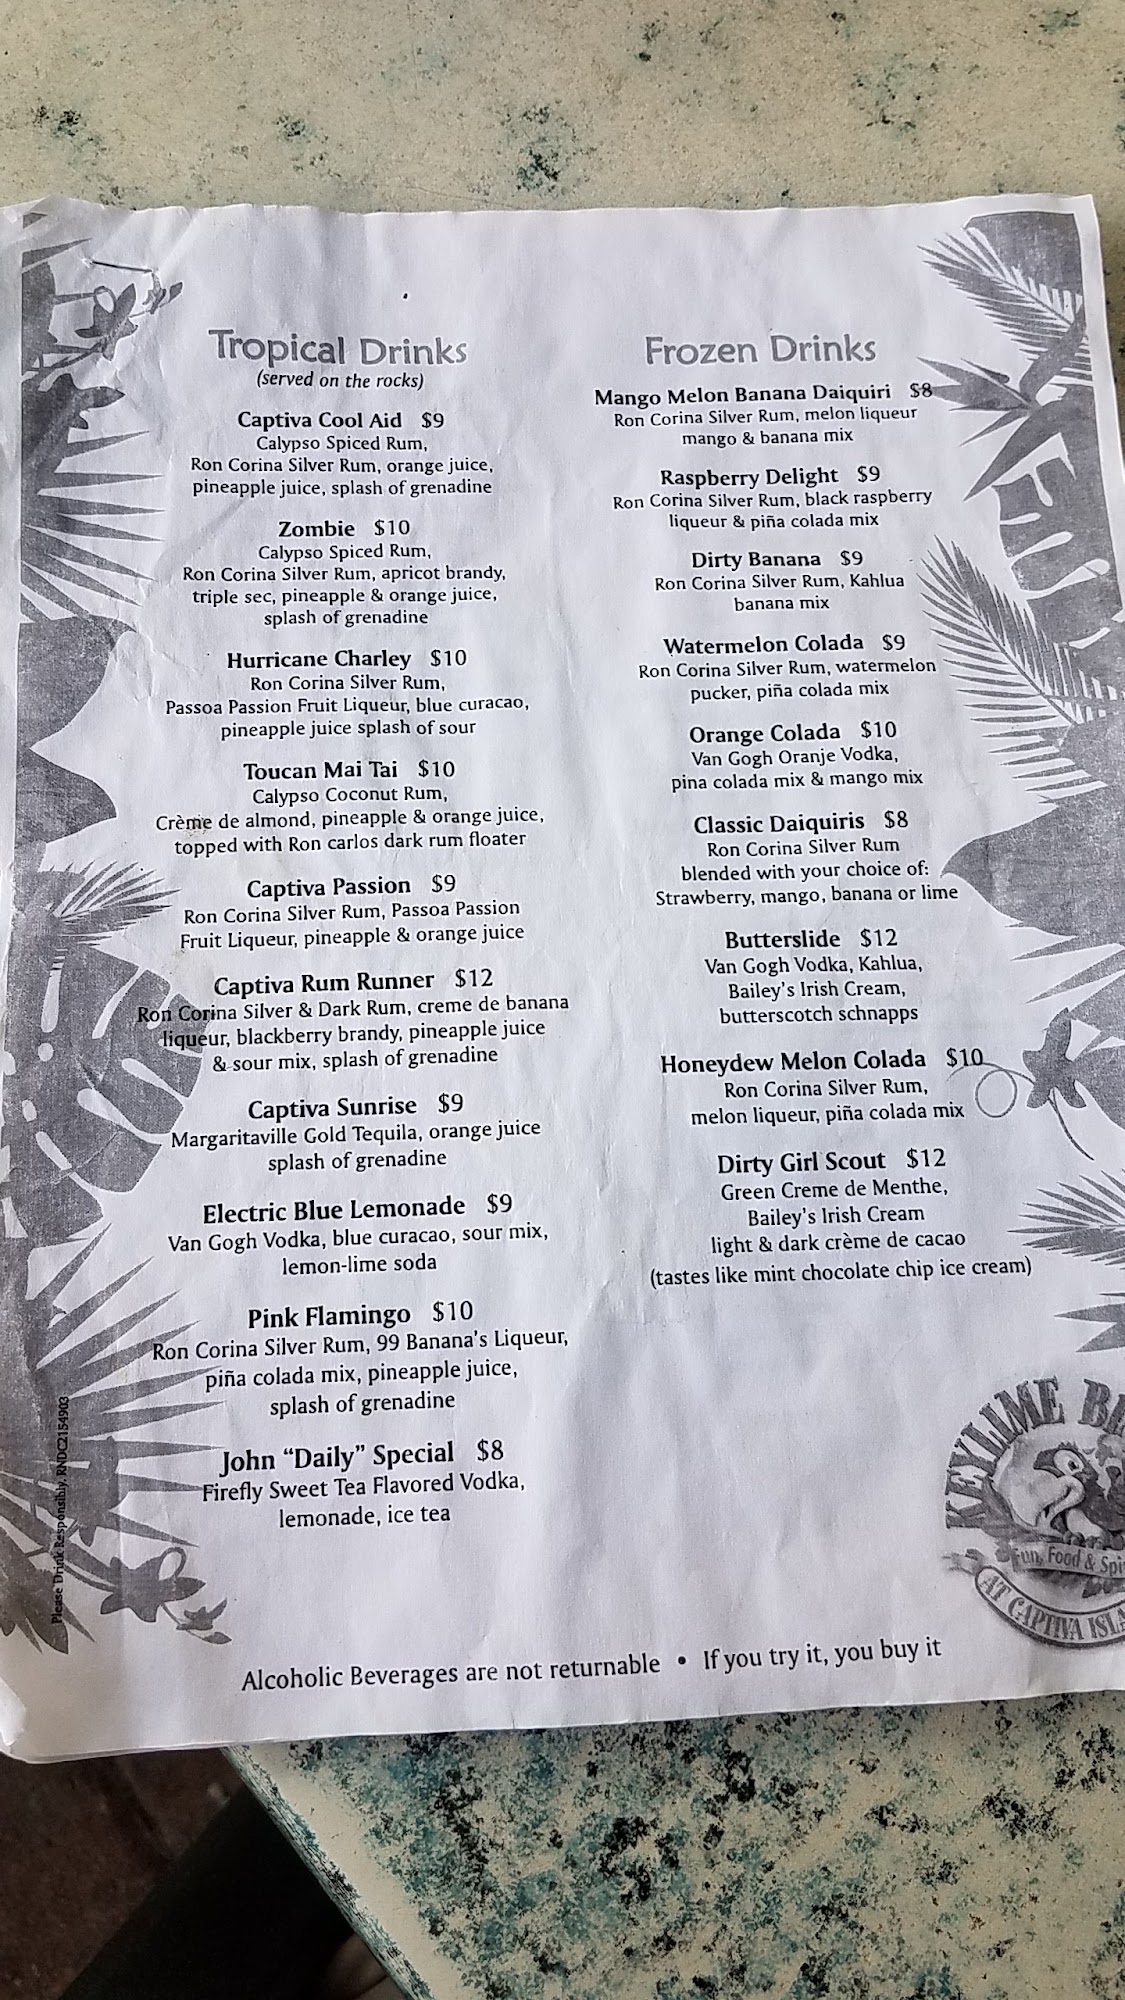 Tropical Drinks
(served on the rocks)
Captiva Cool Aid $9
Calypso Spiced Rum,
Ron Corina Silver Rum, orange juice,
pineapple juice, splash of grenadine
Zombie $10
Calypso Spiced Rum,
Ron Corina Silver Rum, apricot brandy,
triple sec, pineapple & orange juice,
splash of grenadine
Hurricane Charley $10
Ron Corina Silver Rum,
Passoa Passion Fruit Liqueur, blue curacao,
pineapple juice splash of sour
Toucan Mai Tai $10
Calypso Coconut Rum,
Crème de almond, pineapple & orange juice,
topped with Ron carlos dark rum floater
Captiva Passion $9
Ron Corina Silver Rum, Passoa Passion
Fruit Liqueur, pineapple & orange juice
Captiva Rum Runner $12
Ron Corina Silver & Dark Rum, creme de banana
liqueur, blackberry brandy, pineapple juice
& sour mix, splash of grenadine
Captiva Sunrise $9
Margaritaville Gold Tequila, orange juice
splash of grenadine
Electric Blue Lemonade $9
Van Gogh Vodka, blue curacao, sour mix,
lemon-lime soda
Pink Flamingo $10
Ron Corina Silver Rum, 99 Banana's Liqueur,
piña colada mix, pineapple juice,
splash of grenadine
John "Daily" Special $8
Firefly Sweet Tea Flavored Vodka,
lemonade, ice tea
Frozen Drinks
Mango Melon Banana Daiquiri $8
Ron Corina Silver Rum, melon liqueur
mango & banana mix
Raspberry Delight $9
Ron Corina Silver Rum, black raspberry
liqueur & piña colada mix
Dirty Banana $9
Ron Corina Silver Rum, Kahlua
banana mix
Watermelon Colada $9
Ron Corina Silver Rum, watermelon
pucker, piña colada mix
Orange Colada $10
Van Gogh Oranje Vodka,
pina colada mix & mango mix
Classic Daiquiris $8
Ron Corina Silver Rum
blended with your choice of:
Strawberry, mango, banana or lime
Butterslide $12
Van Gogh Vodka, Kahlua,
Bailey's Irish Cream,
butterscotch schnapps
Honeydew Melon Colada $10
Ron Corina Silver Rum,
melon liqueur, piña colada mix
Dirty Girl Scout $12
Green Creme de Menthe,
Bailey's Irish Cream
light & dark crème de cacao
(tastes like mint chocolate chip ice cream)
Please Drink Responsibly. RNDC2154903
KEYLIME
Fun, Food &
AT CAPTIVA
Alcoholic Beverages are not returnable • If you try it, you buy it